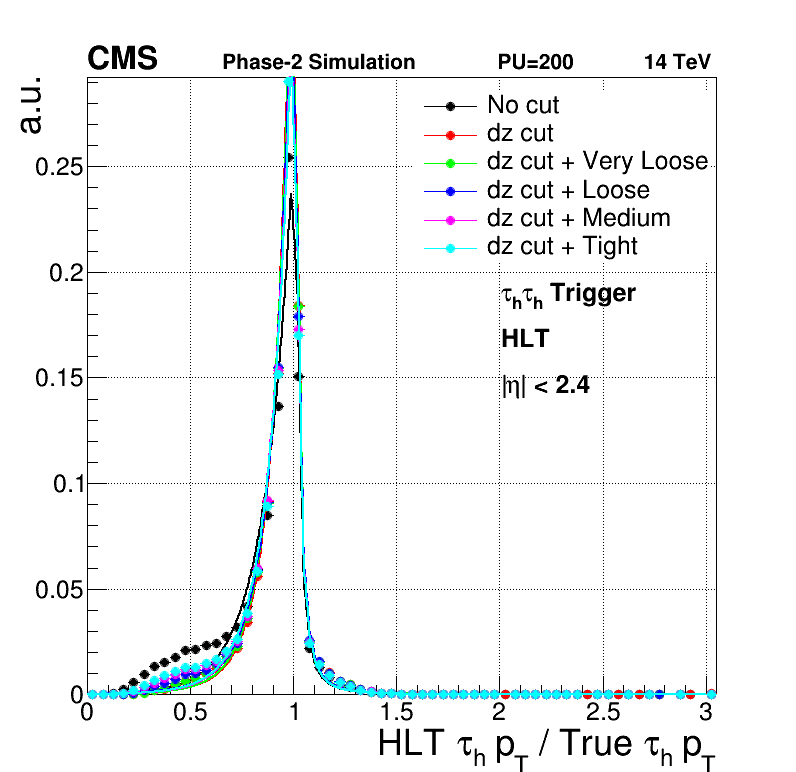 CMS Phase-2 Simulation PU=200 14 TeV
a.u.
No cut
dz cut
dz cut + Very Loose
dz cut + Loose
dz cut + Medium
dz cut + Tight
τhτh Trigger
HLT
|η| < 2.4
0.25
0.2
0.15
0.1
0.05
0
0 0.5 1 1.5 2 2.5 3
HLT τh pT / True τh pT